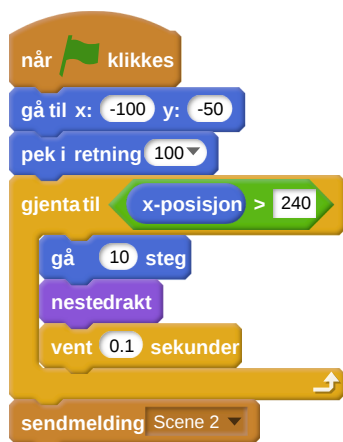 når klikkes
gå til x: -100 y: -50
pek i retning 100
gjenta til x-posisjon > 240
gå 10 steg
nestedrakt
vent 0.1 sekunder
sendmelding Scene 2